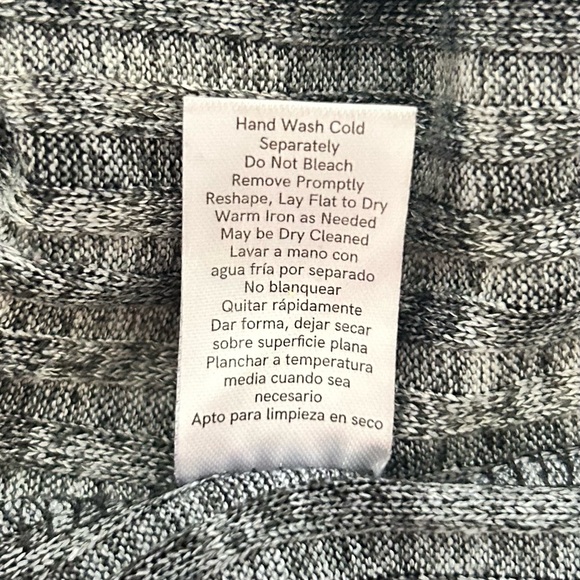 Hand Wash Cold
Separately
Do Not Bleach
Remove Promptly
Reshape, Lay Flat to Dry
Warm Iron as Needed
May be Dry Cleaned
Lavar a mano con
agua fría por separado
No blanquear
Quitar rápidamente
Dar forma, dejar secar
sobre superficie plana
Planchar a temperatura
media cuando sea
necesario
Apto para limpieza en seco